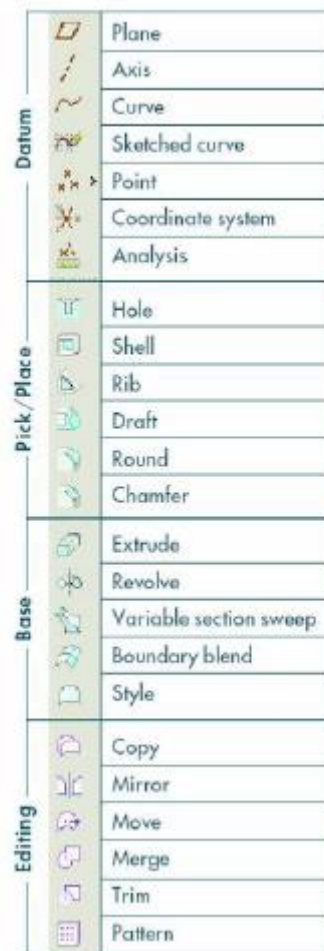 Datum
Plane
Axis
Curve
Sketched curve
Point
Coordinate system
Analysis
Pick/Place
Hole
Shell
Rib
Draft
Round
Chamfer
Base
Extrude
Revolve
Variable section sweep
Boundary blend
Style
Editing
Copy
Mirror
Move
Merge
Trim
Pattern